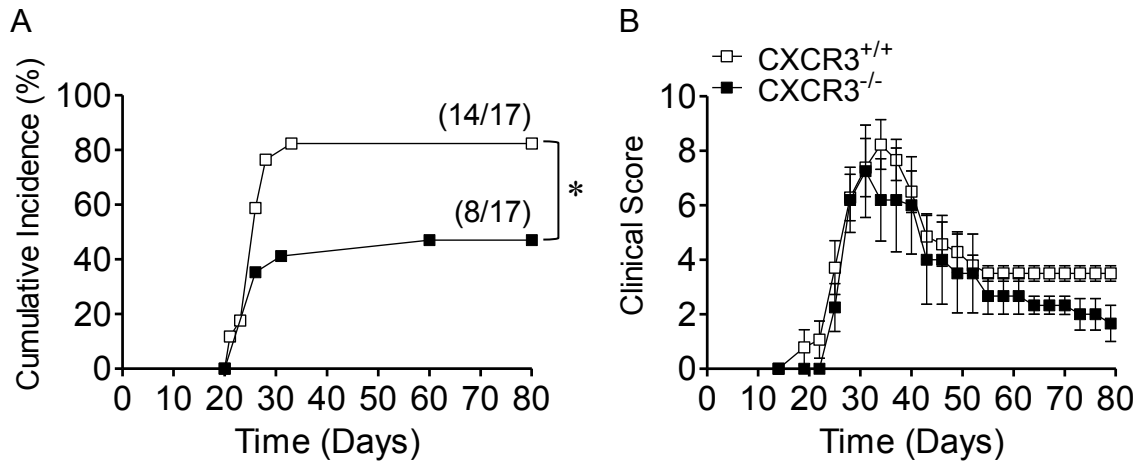 A
Cumulative Incidence (%)
100
80
60
40
20
0
(14/17)
(8/17)
*
0 10 20 30 40 50 60 70 80
Time (Days)
B
CXCR3+/+
CXCR3-/-
Clinical Score
10
8
6
4
2
0
0 10 20 30 40 50 60 70 80
Time (Days)